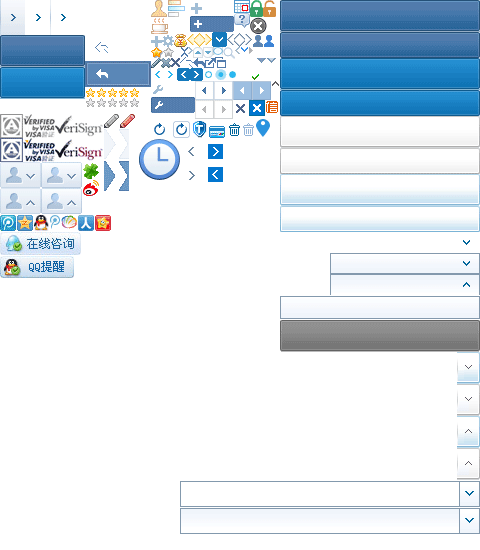 VERIFIED
by VISA
VISA验证
VeriSign
VERIFIED
by VISA
VISA验证
VeriSign
在线咨询
QQ提醒